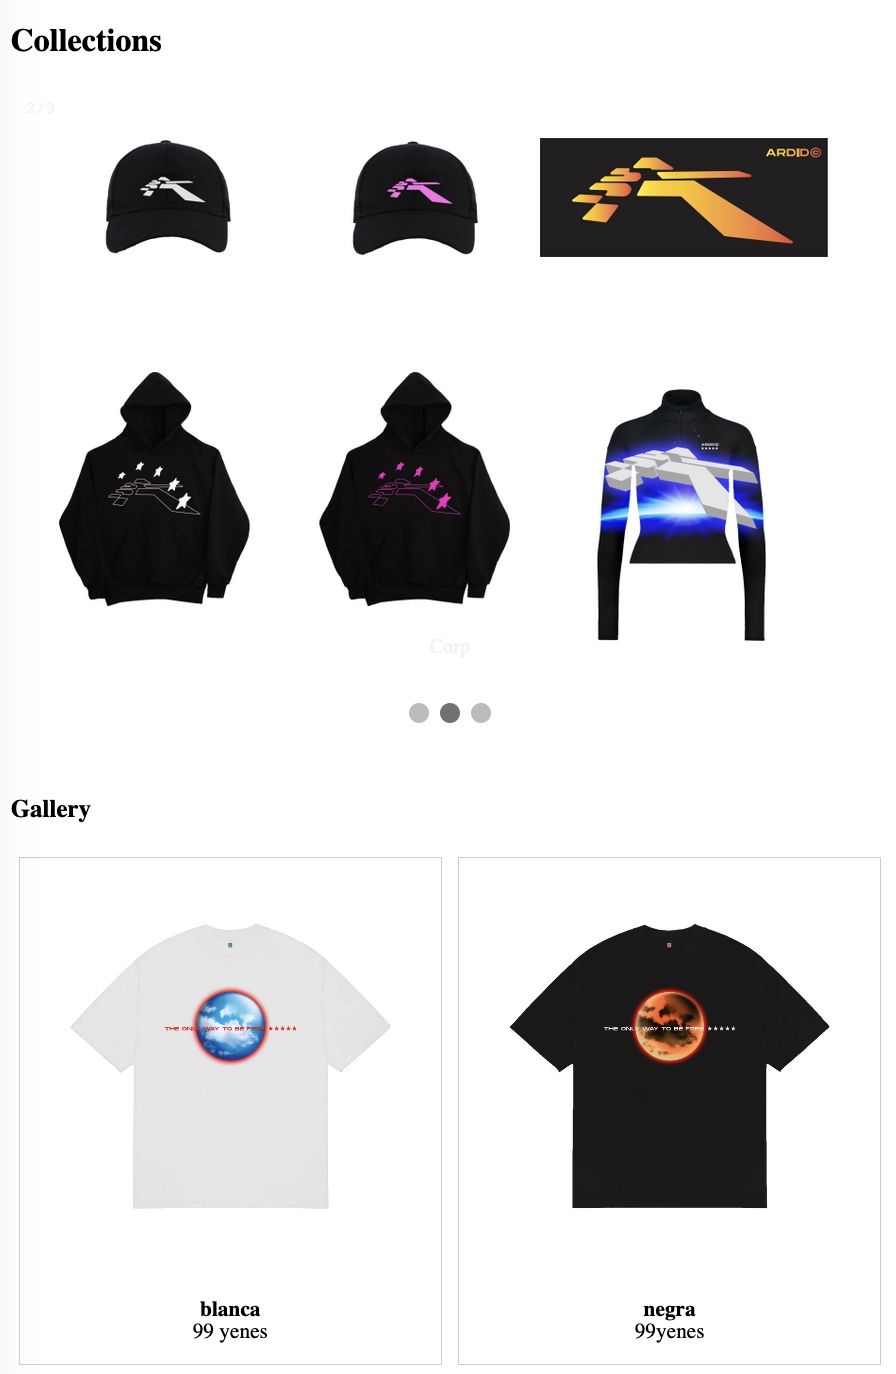 Collections
2 / 3
ARDID©
ARDID
★★★★★
Corp
Gallery
THE ONLY WAY TO BE FREE ★★★★★
THE ONLY WAY TO BE FREE ★★★★★
blanca
99 yenes
negra
99yenes